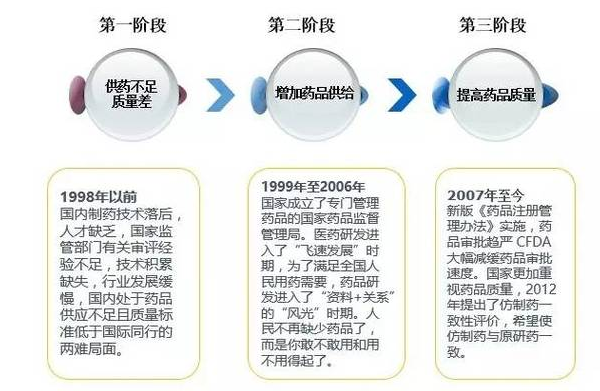 第一阶段
第二阶段
第三阶段
供药不足
质量差
增加药品供给
提高药品质量
1998年以前
国内制药技术落后，
人才缺乏，国家监
管部门有关审评经
验不足，技术积累
缺失，行业发展缓
慢，国内处于药品
供应不足且质量标
准低于国际同行的
两难局面。
1999年至2006年
国家成立了专门管理
药品的国家药品监督
管理局。医药研发进
入了“飞速发展”时
期，为了满足全国人
民用药需要，药品研
发进入了“资料+关系”
的“风光”时期。人
民不再缺少药品了，
而是你敢不敢用和用
不用得起了。
2007年至今
新版《药品注册管
理办法》实施，药
品审批趋严 CFDA
大幅减缓药品审批
速度。国家更加重
视药品质量，2012
年提出了仿制药一
致性评价，希望使
仿制药与原研药一
致。